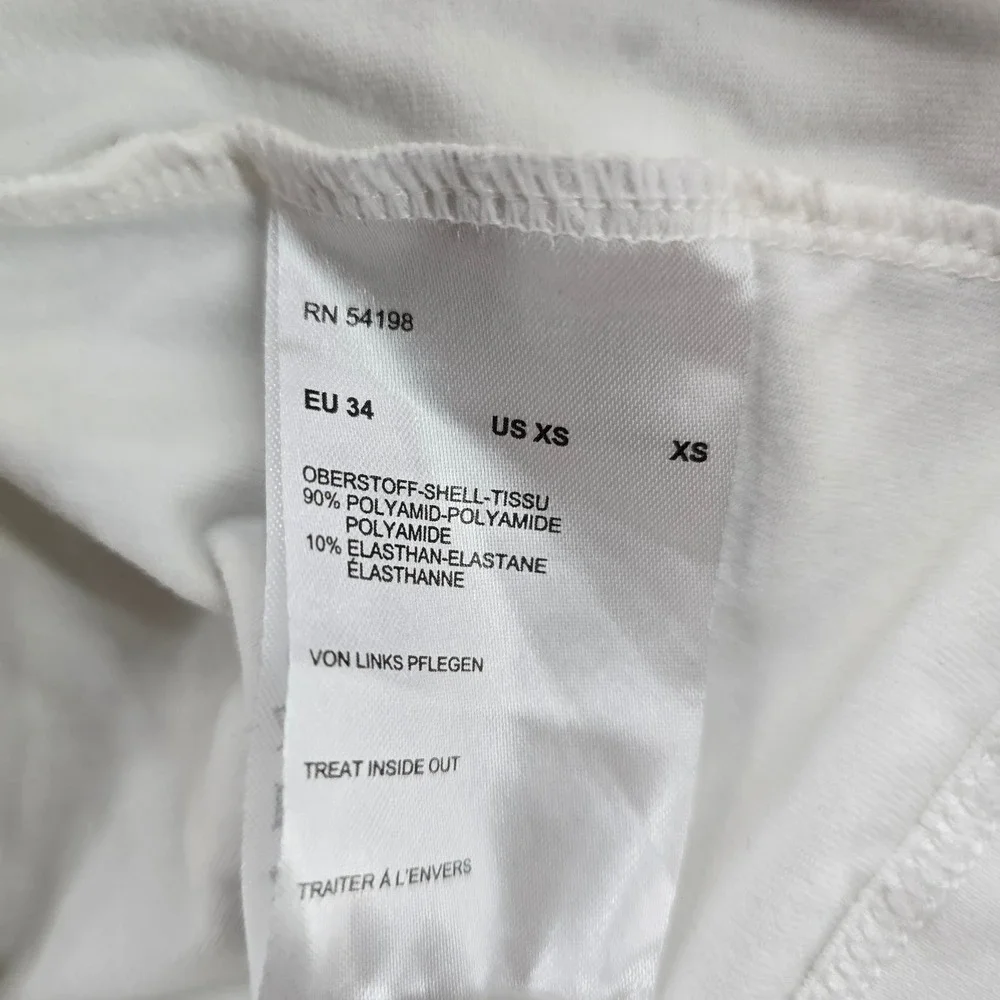 RN 54198
EU 34 US XS XS
OBERSTOFF-SHELL-TISSU
90% POLYAMID-POLYAMIDE
POLYAMIDE
10% ELASTHAN-ELASTANE
ÉLASTHANNE
VON LINKS PFLEGEN
TREAT INSIDE OUT
TRAITER Á L'ENVERS